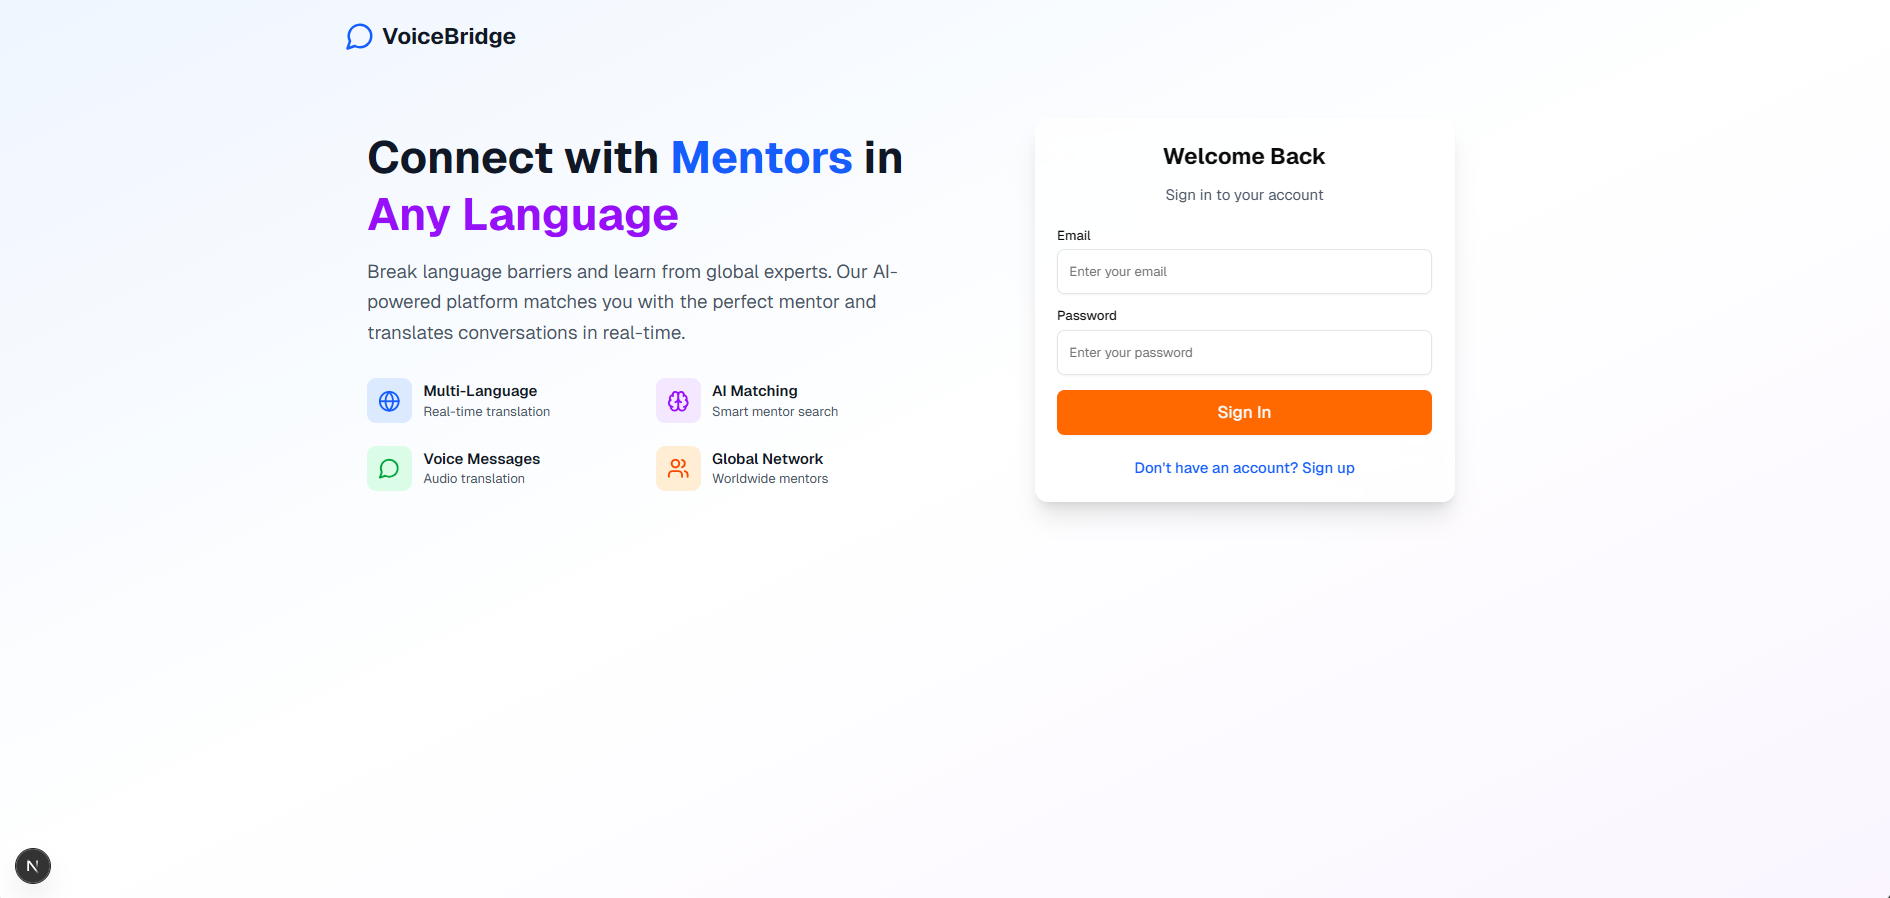 VoiceBridge
Connect with Mentors in
Any Language
Break language barriers and learn from global experts. Our AI-
powered platform matches you with the perfect mentor and
translates conversations in real-time.
Multi-Language
Real-time translation
AI Matching
Smart mentor search
Voice Messages
Audio translation
Global Network
Worldwide mentors
Welcome Back
Sign in to your account
Email
Enter your email
Password
Enter your password
Sign In
Don't have an account? Sign up
N